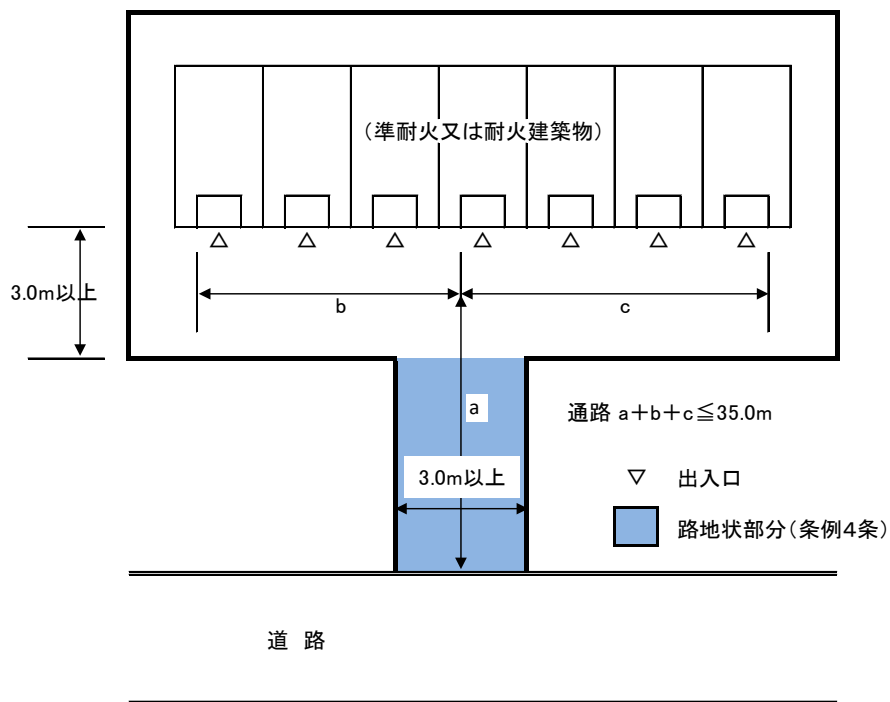 (準耐火又は耐火建築物)
3.0m以上
b
c
a
通路 a+b+c≦35.0m
3.0m以上
▽ 出入口
路地状部分(条例4条)
道 路